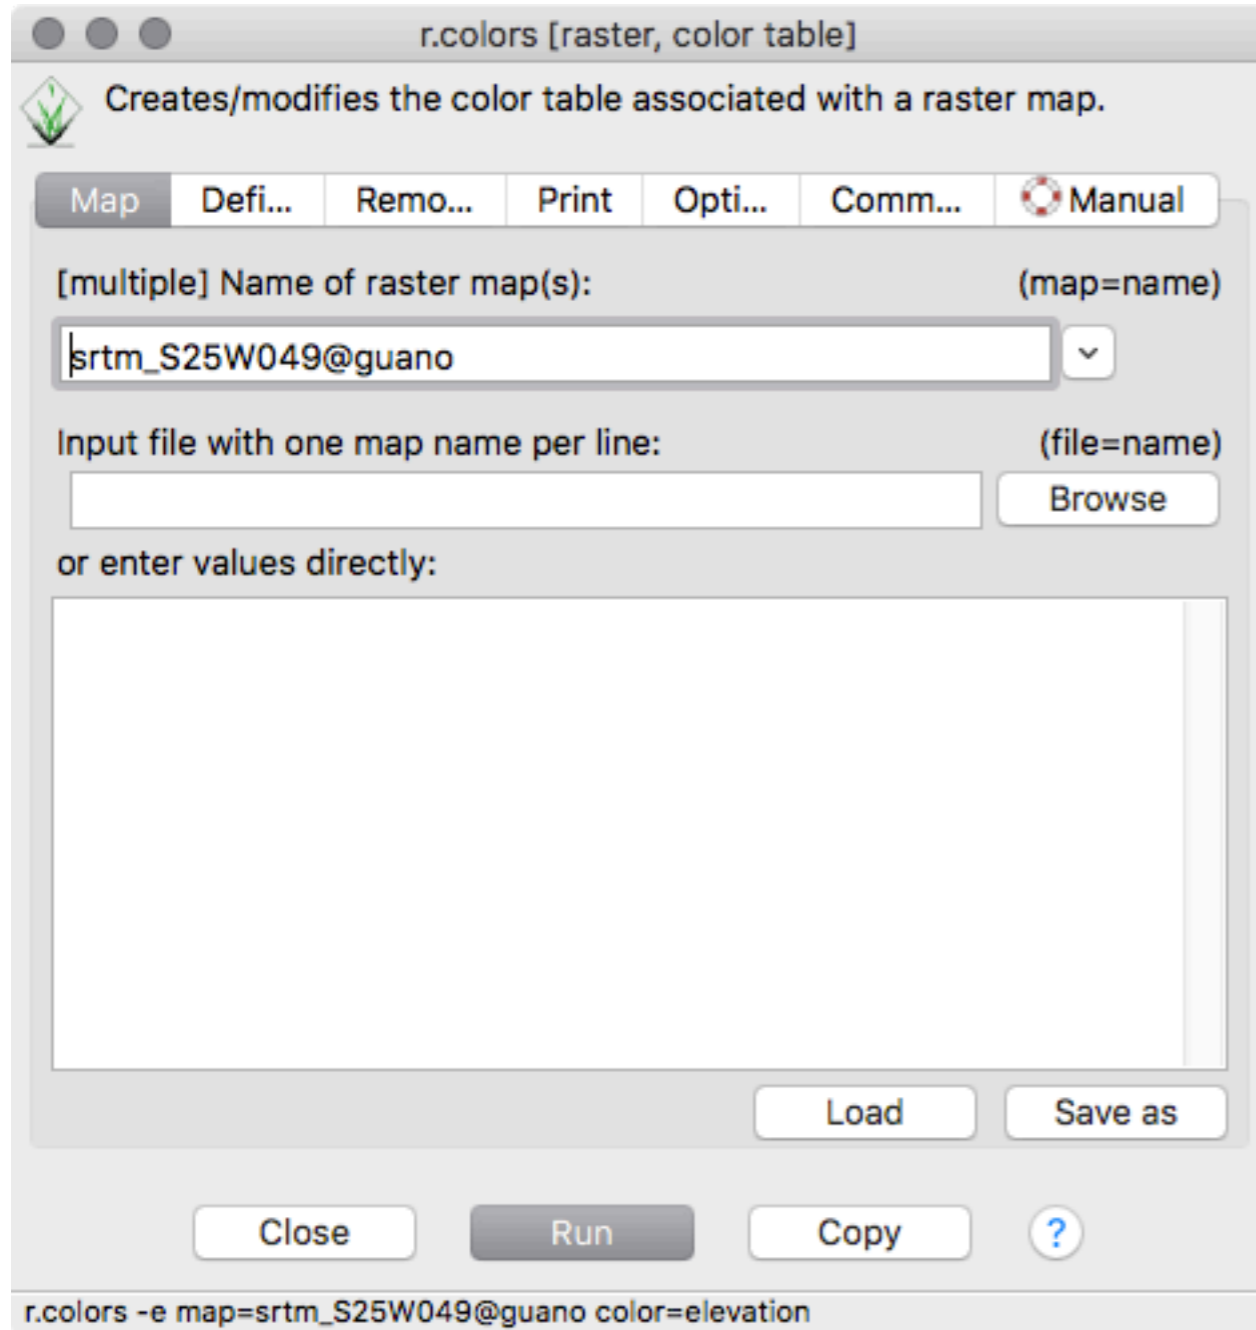 r.colors [raster, color table]
Creates/modifies the color table associated with a raster map.
Map Defi... Remo... Print Opti... Comm... Manual
[multiple] Name of raster map(s): (map=name)
srtm_S25W049@guano
Input file with one map name per line: (file=name)
Browse
or enter values directly:
Load Save as
Close Run Copy ?
r.colors -e map=srtm_S25W049@guano color=elevation